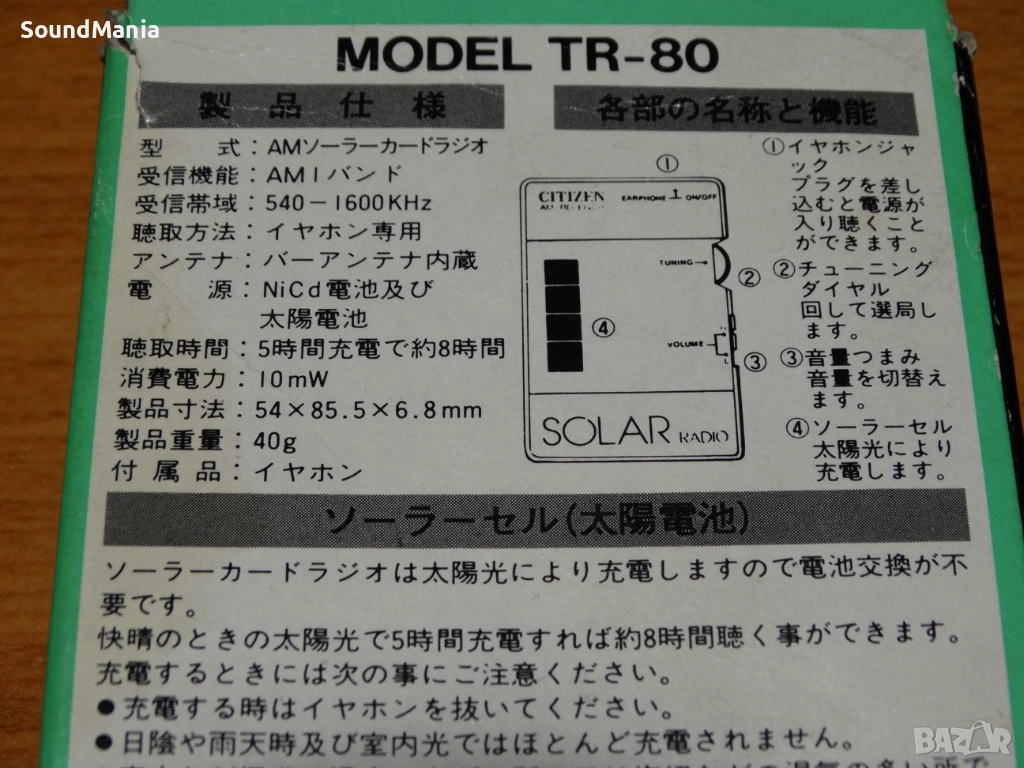 SoundMania
MODEL TR-80
製品仕様
型　式：AMソーラーカードラジオ
受信機能：AM1バンド
受信帯域：540－1600KHz
聴取方法：イヤホン専用
アンテナ：バーアンテナ内蔵
電　源：NiCd電池及び
太陽電池
聴取時間：5時間充電で約8時間
消費電力：10mW
製品寸法：54×85.5×6.8mm
製品重量：40g
付属品：イヤホン
各部の名称と機能
①
CITIZEN
EARPHONE ON/OFF
AM RECEIVER
TUNING
②
④
VOLUME
③
SOLAR RADIO
①イヤホンジャ
ック
プラグを差し
込むと電源が
入り聴くこと
ができます。
②チューニング
ダイヤル
回して選局し
ます。
③音量つまみ
音量を切替え
ます。
④ソーラーセル
太陽光により
充電します。
ソーラーセル(太陽電池)
ソーラーカードラジオは太陽光により充電しますので電池交換が不
要です。
快晴のときの太陽光で5時間充電すれば約8時間聴く事ができます。
充電するときには次の事にご注意ください。
●充電する時はイヤホンを抜いてください。
●日陰や雨天時及び室内光ではほとんど充電されません。
BAZAR